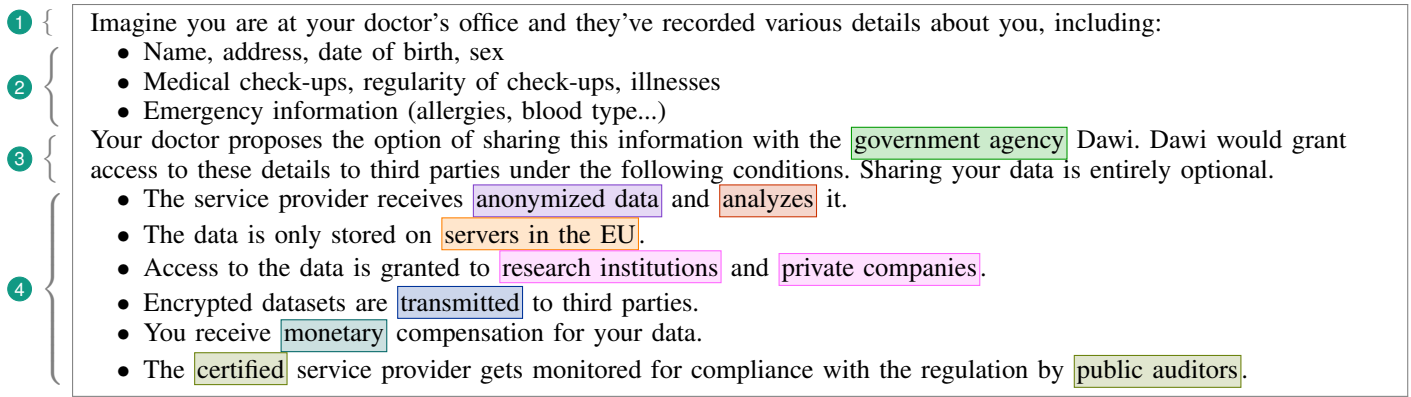 1 Imagine you are at your doctor's office and they've recorded various details about you, including:
• Name, address, date of birth, sex
2 • Medical check-ups, regularity of check-ups, illnesses
• Emergency information (allergies, blood type...)
Your doctor proposes the option of sharing this information with the government agency Dawi. Dawi would grant
3 access to these details to third parties under the following conditions. Sharing your data is entirely optional.
• The service provider receives anonymized data and analyzes it.
• The data is only stored on servers in the EU.
• Access to the data is granted to research institutions and private companies.
4 • Encrypted datasets are transmitted to third parties.
• You receive monetary compensation for your data.
• The certified service provider gets monitored for compliance with the regulation by public auditors.